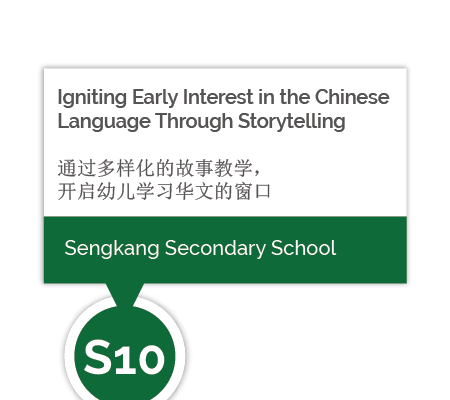 Igniting Early Interest in the Chinese
Language Through Storytelling
通过多样化的故事教学，
开启幼儿学习华文的窗口
Sengkang Secondary School
S10